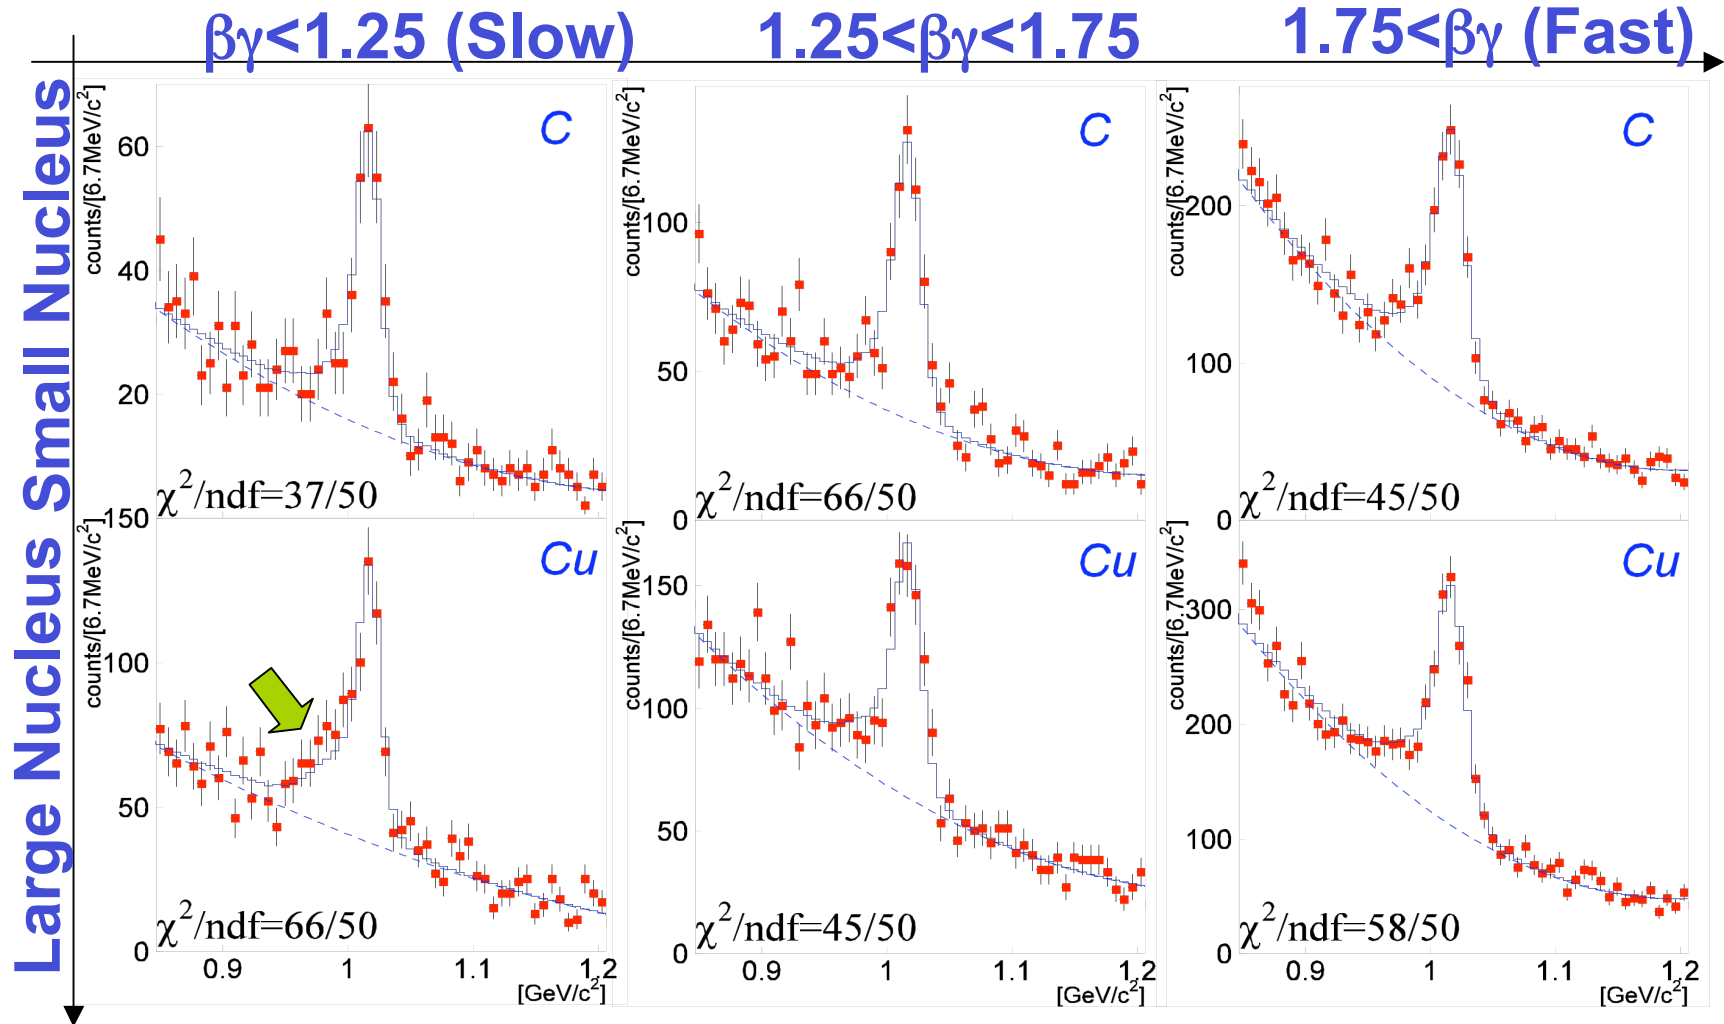 βγ<1.25 (Slow)
1.25<βγ<1.75
1.75<βγ (Fast)
Small Nucleus
Large Nucleus
counts/[6.7MeV/c²]
60
40
20
C
χ²/ndf=37/50
counts/[6.7MeV/c²]
100
50
0
C
χ²/ndf=66/50
counts/[6.7MeV/c²]
200
100
0
C
χ²/ndf=45/50
counts/[6.7MeV/c²]
150
100
50
0
Cu
χ²/ndf=66/50
0.9 1 1.1 1.2
[GeV/c²]
counts/[6.7MeV/c²]
150
100
50
0
Cu
χ²/ndf=45/50
0.9 1 1.1 1.2
[GeV/c²]
counts/[6.7MeV/c²]
300
200
100
0
Cu
χ²/ndf=58/50
0.9 1 1.1 1.2
[GeV/c²]